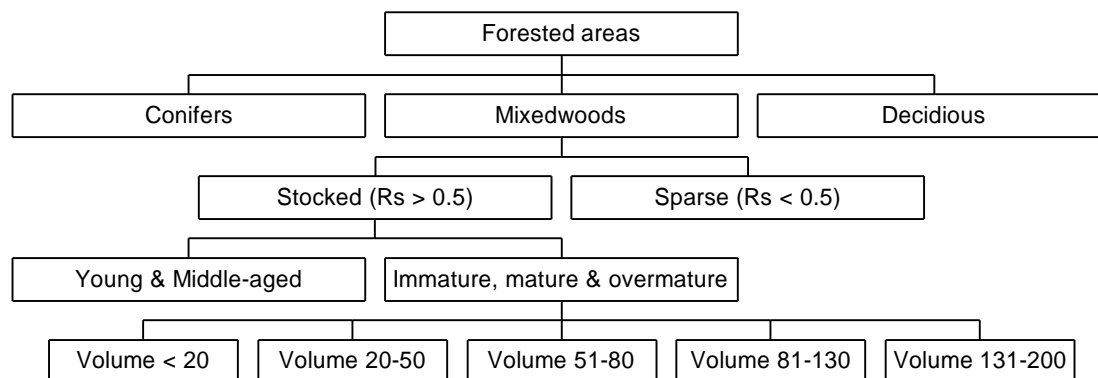 Forested areas
Conifers
Mixedwoods
Decidious
Stocked (Rs > 0.5)
Sparse (Rs < 0.5)
Young & Middle-aged
Immature, mature & overmature
Volume < 20
Volume 20-50
Volume 51-80
Volume 81-130
Volume 131-200